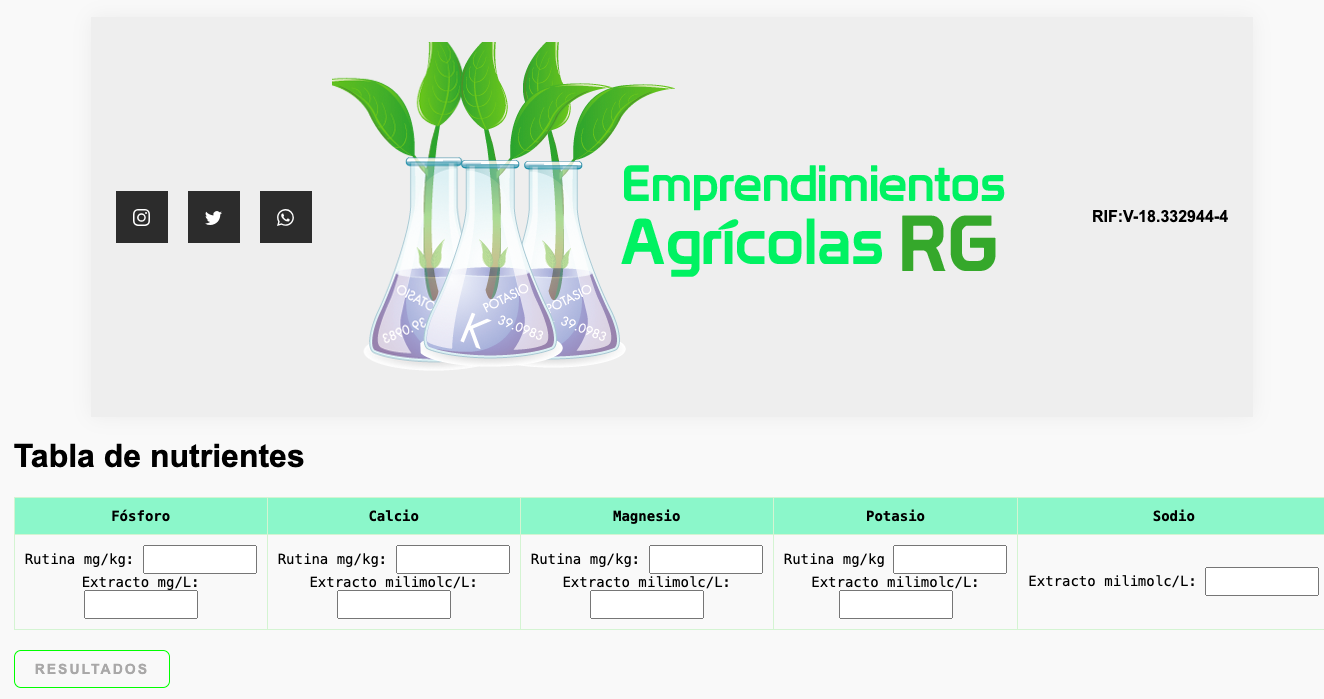 Emprendimientos
Agrícolas RG
RIF:V-18.332944-4
POTASIO
39.0983
K
POTASIO
39.0983
POTASIO
39.0983
Tabla de nutrientes
Fósforo Calcio Magnesio Potasio Sodio
Rutina mg/kg: Rutina mg/kg: Rutina mg/kg: Rutina mg/kg
Extracto mg/L: Extracto milimolc/L: Extracto milimolc/L: Extracto milimolc/L: Extracto milimolc/L:
RESULTADOS